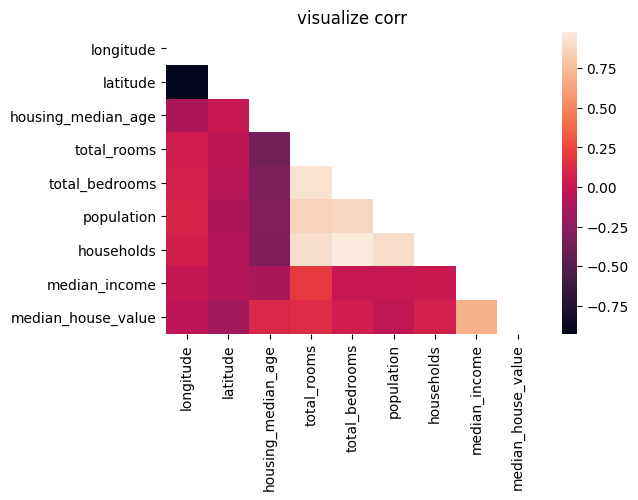 visualize corr
longitude
latitude
housing_median_age
total_rooms
total_bedrooms
population
households
median_income
median_house_value
0.75
0.50
0.25
0.00
−0.25
−0.50
−0.75
longitude
latitude
housing_median_age
total_rooms
total_bedrooms
population
households
median_income
median_house_value